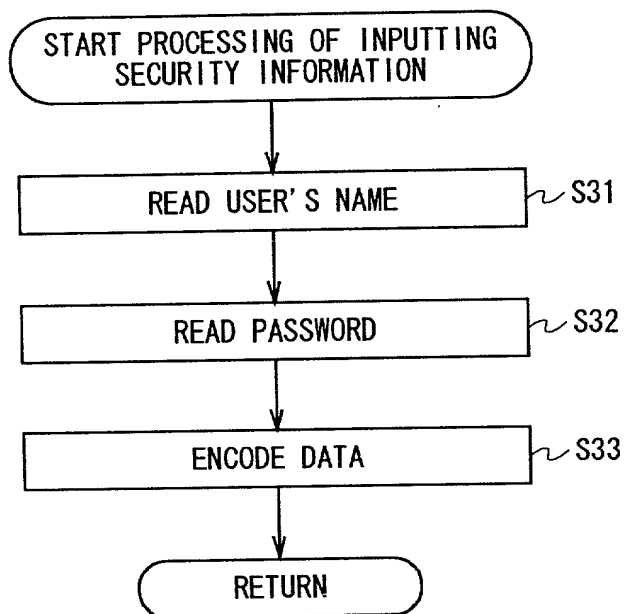 START PROCESSING OF INPUTTING
SECURITY INFORMATION
READ USER'S NAME
S31
READ PASSWORD
S32
ENCODE DATA
S33
RETURN